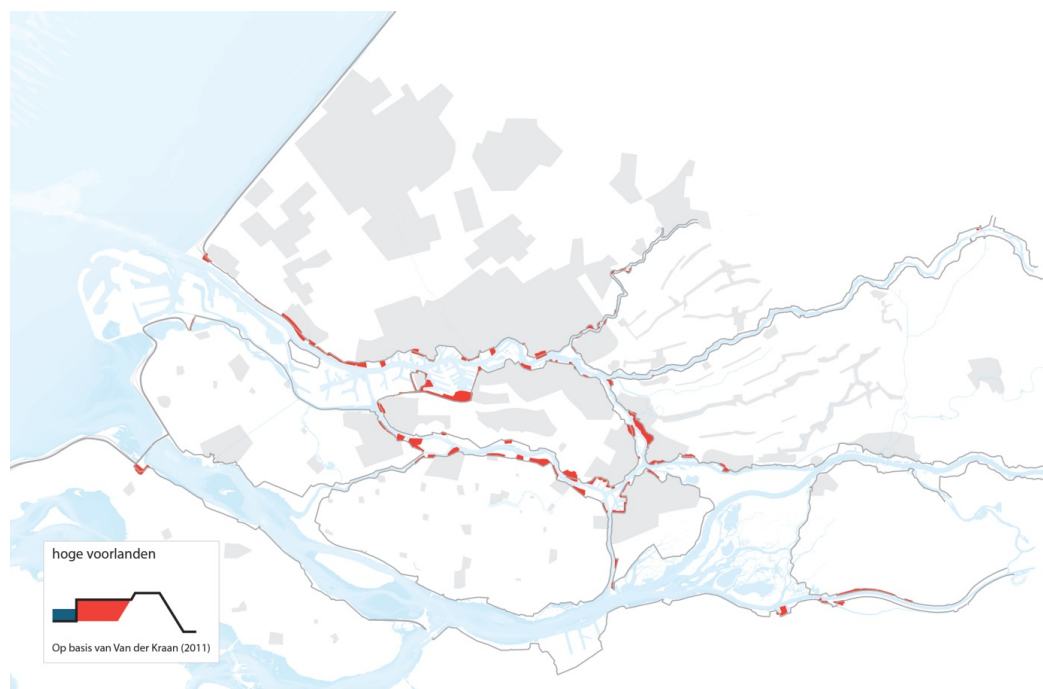 hoge voorlanden
Op basis van Van der Kraan (2011)